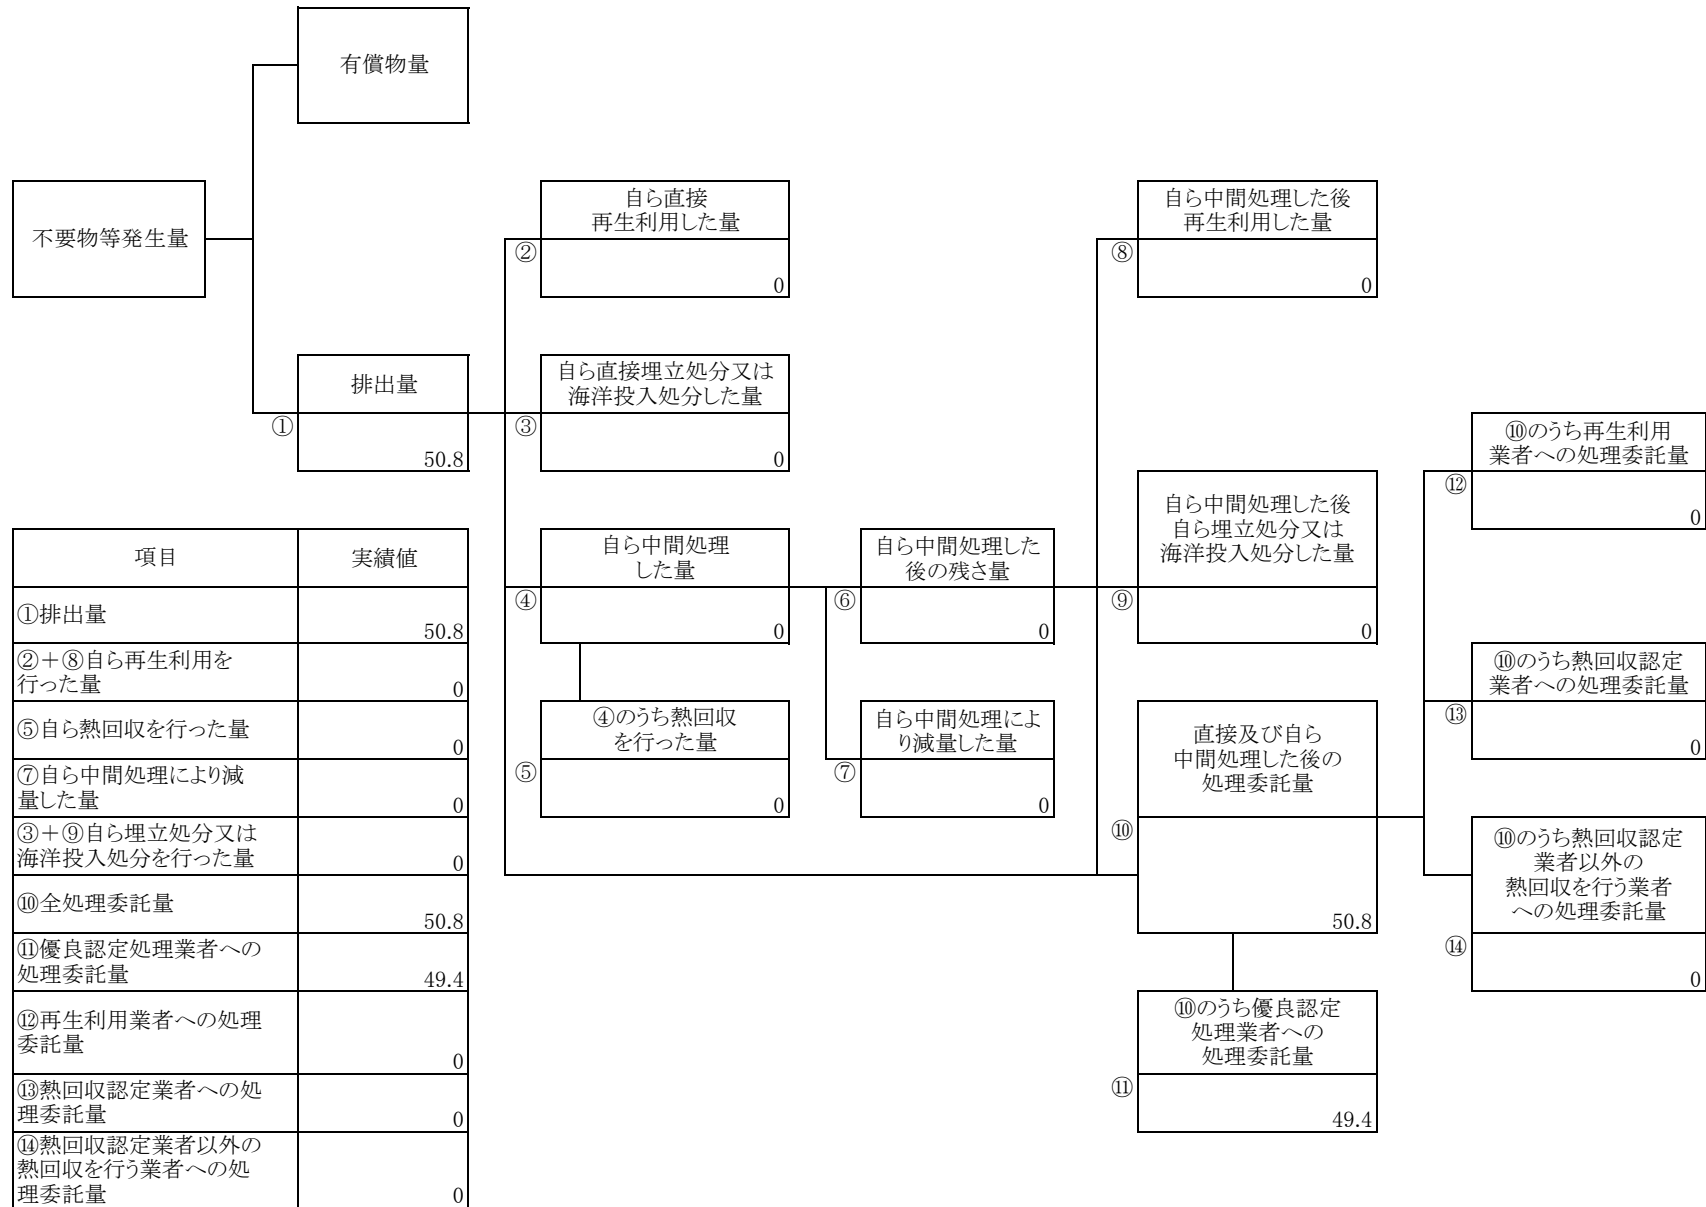 有償物量
不要物等発生量
自ら直接
再生利用した量
②
0
自ら中間処理した後
再生利用した量
⑧
0
排出量
①
50.8
自ら直接埋立処分又は
海洋投入処分した量
③
0
⑩のうち再生利用
業者への処理委託量
⑫
0
自ら中間処理
した量
④
0
自ら中間処理した
後の残さ量
⑥
0
自ら中間処理した後
自ら埋立処分又は
海洋投入処分した量
⑨
0
⑩のうち熱回収認定
業者への処理委託量
⑬
0
④のうち熱回収
を行った量
⑤
0
自ら中間処理によ
り減量した量
⑦
0
直接及び自ら
中間処理した後の
処理委託量
⑩
50.8
⑩のうち熱回収認定
業者以外の
熱回収を行う業者
への処理委託量
⑭
0
⑩のうち優良認定
処理業者への
処理委託量
⑪
49.4
項目 実績値
①排出量
50.8
②+⑧自ら再生利用を
行った量
0
⑤自ら熱回収を行った量
0
⑦自ら中間処理により減
量した量
0
③+⑨自ら埋立処分又は
海洋投入処分を行った量
0
⑩全処理委託量
50.8
⑪優良認定処理業者への
処理委託量
49.4
⑫再生利用業者への処理
委託量
0
⑬熱回収認定業者への処
理委託量
0
⑭熱回収認定業者以外の
熱回収を行う業者への処
理委託量
0